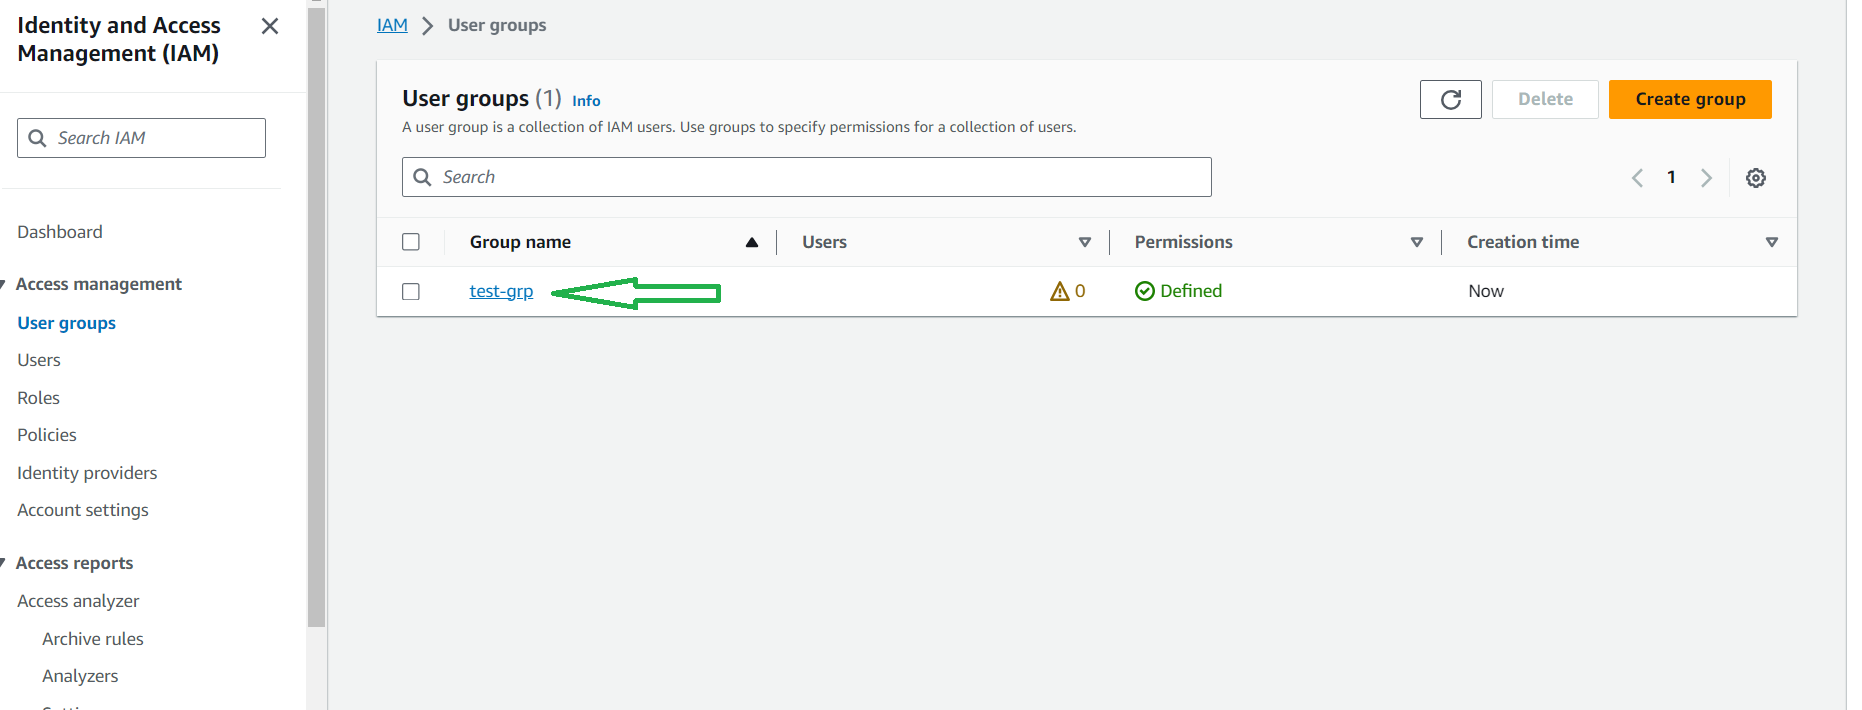 Identity and Access
Management (IAM)
Search IAM
Dashboard
Access management
User groups
Users
Roles
Policies
Identity providers
Account settings
Access reports
Access analyzer
Archive rules
Analyzers
IAM > User groups
User groups (1) Info
A user group is a collection of IAM users. Use groups to specify permissions for a collection of users.
Delete
Create group
Search
1
Group name Users Permissions Creation time
test-grp 0 Defined Now